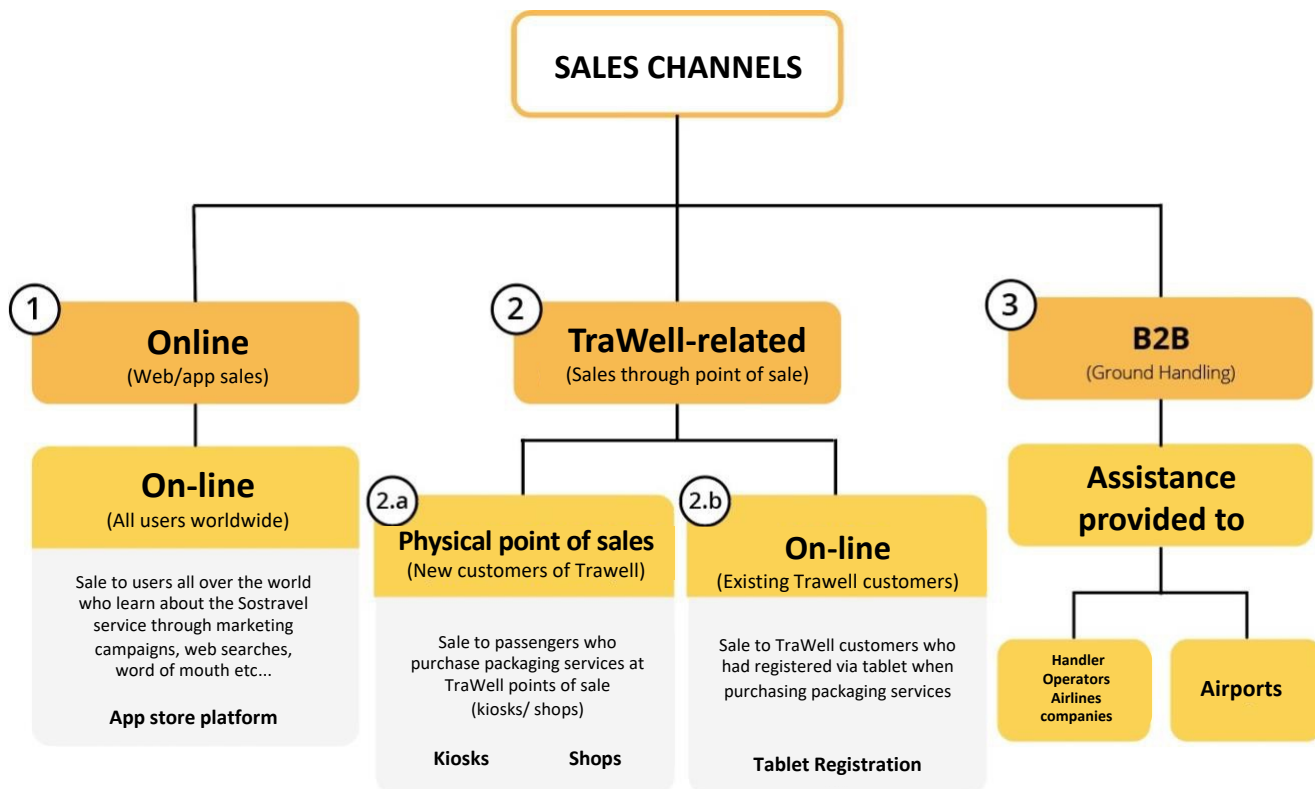 SALES CHANNELS
1
Online
(Web/app sales)
On-line
(All users worldwide)
Sale to users all over the world
who learn about the Sostravel
service through marketing
campaigns, web searches,
word of mouth etc...
App store platform
2
TraWell-related
(Sales through point of sale)
2.a
Physical point of sales
(New customers of Trawell)
Sale to passengers who
purchase packaging services at
TraWell points of sale
(kiosks/ shops)
Kiosks Shops
2.b
On-line
(Existing Trawell customers)
Sale to TraWell customers who
had registered via tablet when
purchasing packaging services
Tablet Registration
3
B2B
(Ground Handling)
Assistance
provided to
Handler
Operators
Airlines
companies
Airports